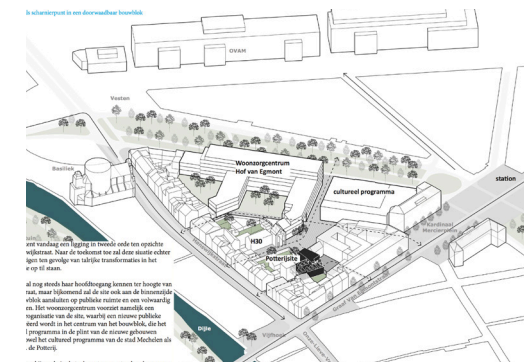 ls scharnierpunt in een doorwaadbaar bouwblok
OVAM
Vesten
Basiliek
Woonzorgcentrum
Hof van Egmont
cultureel programma
station
Kardinaal
Mercierplein
H30
Potterijsite
ent vandaag een ligging in tweede orde ten optichte
wijkstraat. Naar de toekomst toe zal deze situatie echter
igen ten gevolge van talrijke transformaties in het
e op til staan.
al nog steeds haar hoofdtoegang kennen ter hoogte van
raat, maar bijkomend zal de site ook aan de binnenzijde
wblok aansluiten op publieke ruimte en een volwaardig
en. Het woonzorgcentrum voorziet namelijk een
organisatie van de site, waarbij een nieuwe publieke
eerd wordt in het centrum van het bouwblok, die het
l programma in de plint van de nieuwe gebouwen
owel het cultureel programma van de stad Mechelen als
de Potterij.
Dijle
Vijfhoek